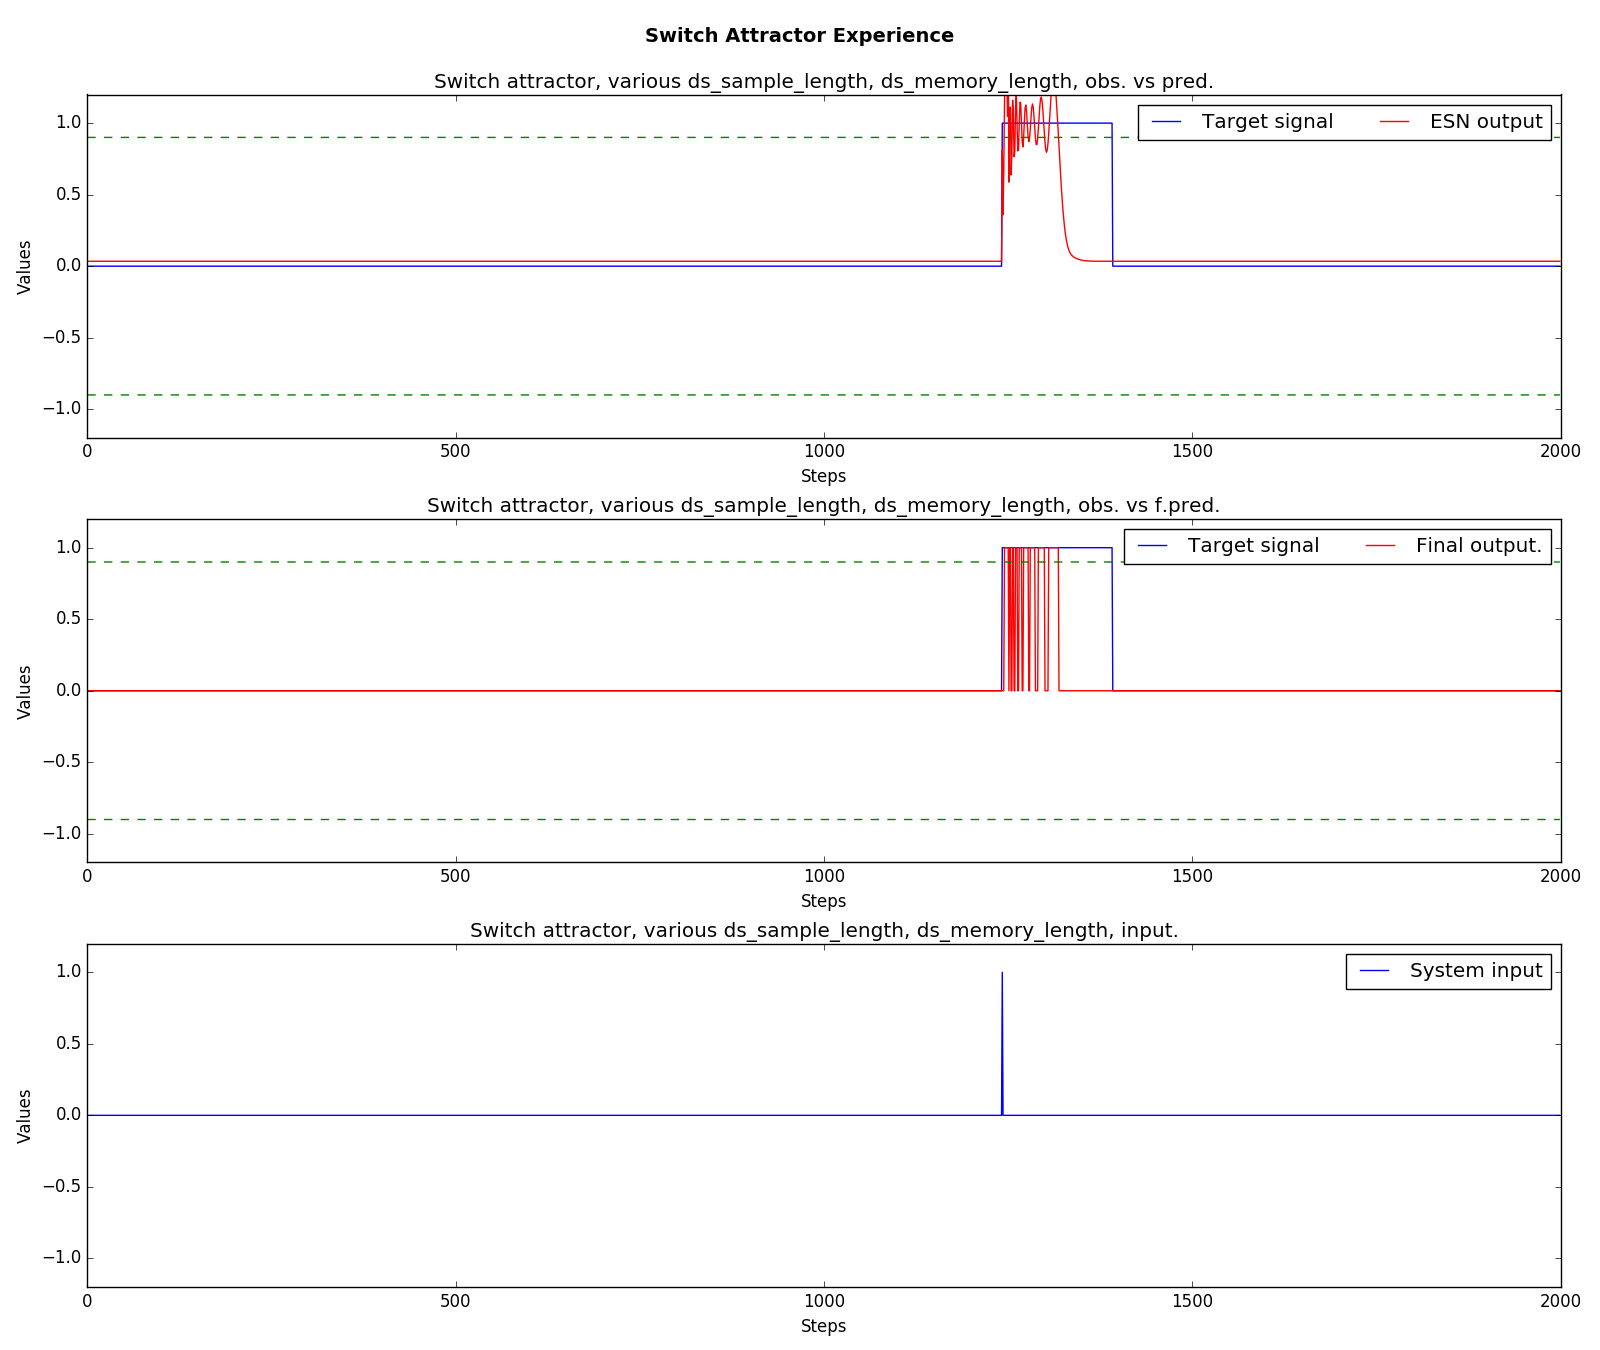 Switch Attractor Experience
Switch attractor, various ds_sample_length, ds_memory_length, obs. vs pred.
Target signal ESN output
1.0
0.5
0.0
−0.5
−1.0
Values
0 500 1000 1500 2000
Steps
Switch attractor, various ds_sample_length, ds_memory_length, obs. vs f.pred.
Target signal Final output.
1.0
0.5
0.0
−0.5
−1.0
Values
0 500 1000 1500 2000
Steps
Switch attractor, various ds_sample_length, ds_memory_length, input.
System input
1.0
0.5
0.0
−0.5
−1.0
Values
0 500 1000 1500 2000
Steps